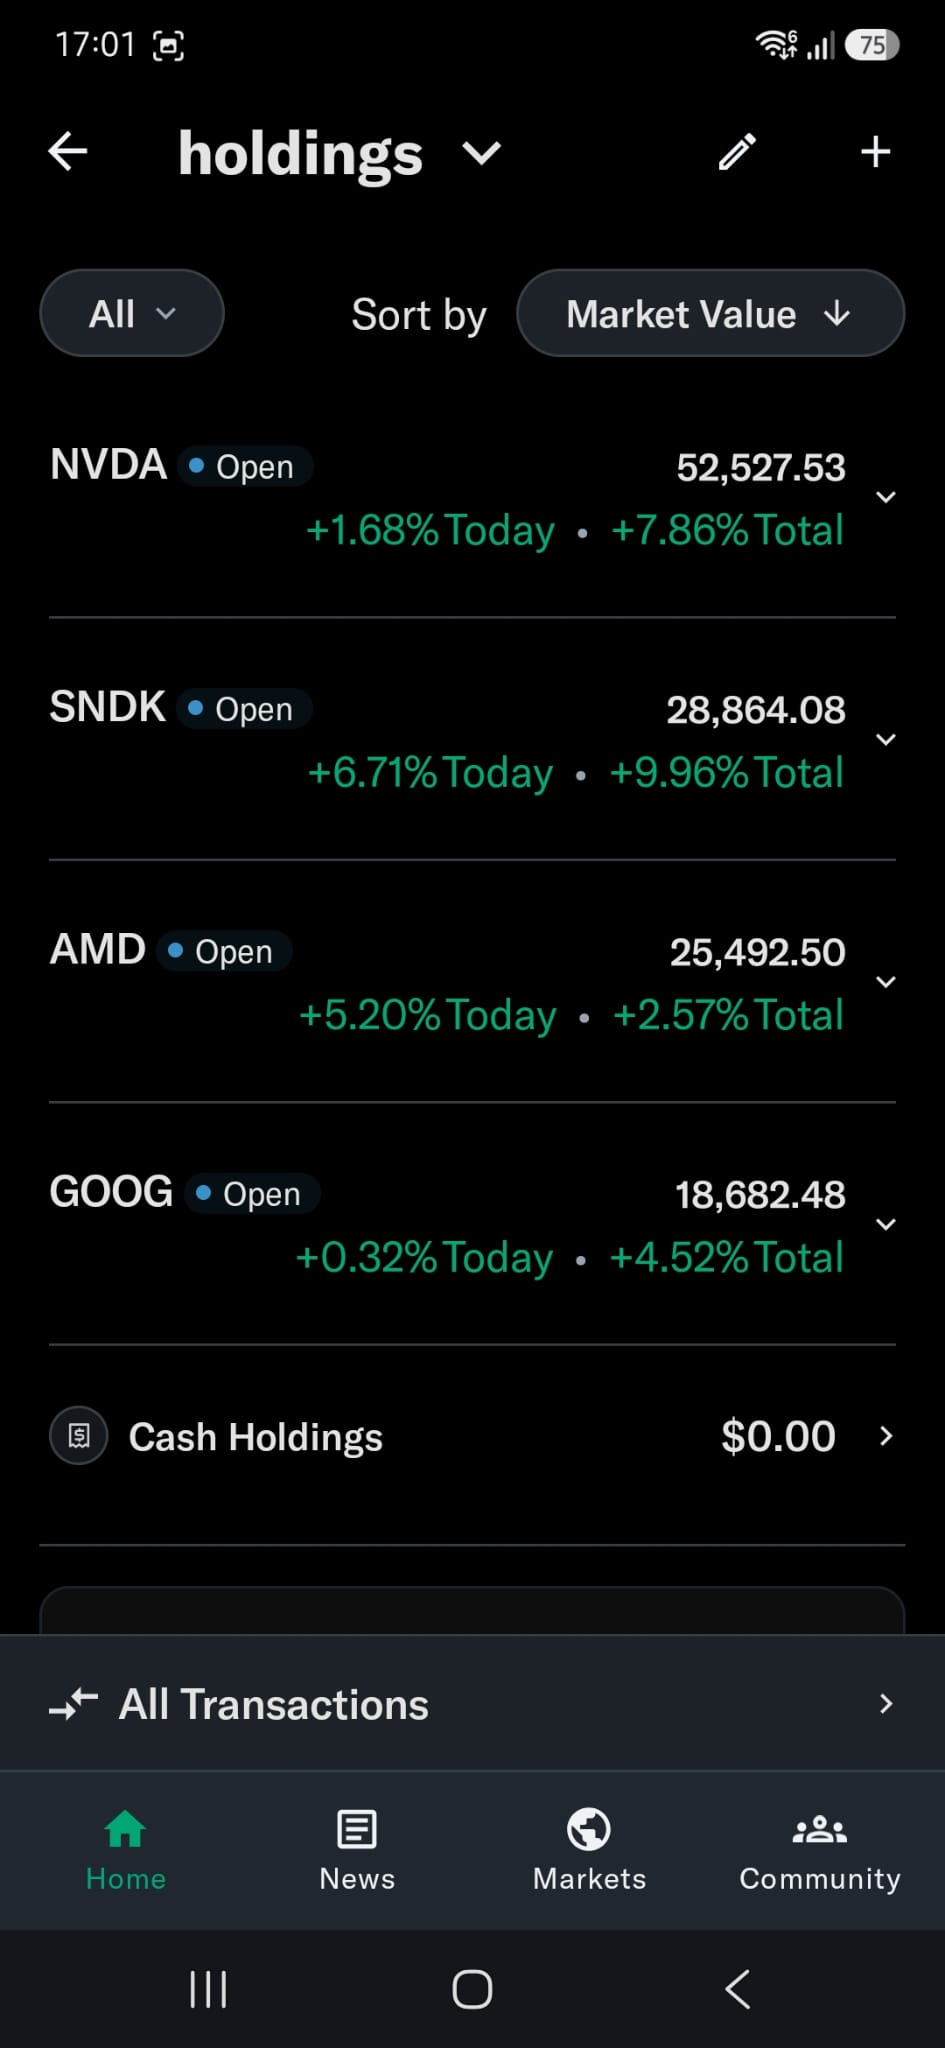 17:01 6 75
holdings
All Sort by Market Value
NVDA Open 52,527.53
+1.68% Today • +7.86% Total
SNDK Open 28,864.08
+6.71% Today • +9.96% Total
AMD Open 25,492.50
+5.20% Today • +2.57% Total
GOOG Open 18,682.48
+0.32% Today • +4.52% Total
Cash Holdings $0.00
All Transactions
Home News Markets Community